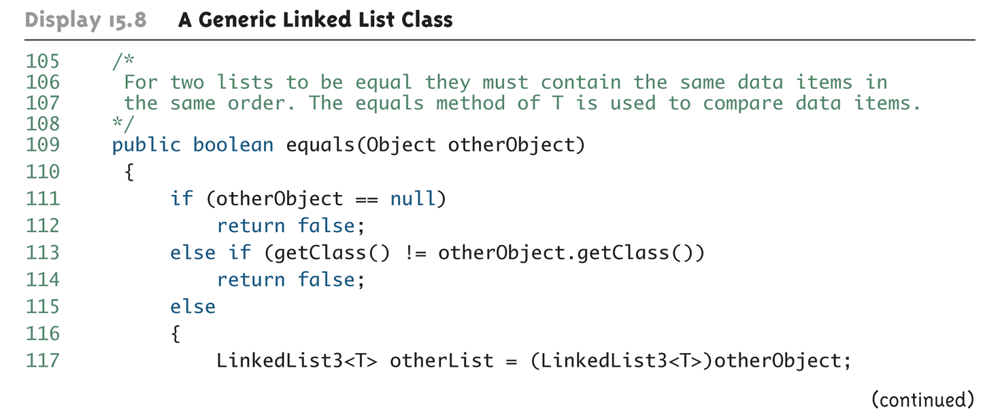 Display 15.8 A Generic Linked List Class
105 /*
106 For two lists to be equal they must contain the same data items in
107 the same order. The equals method of T is used to compare data items.
108 */
109 public boolean equals(Object otherObject)
110 {
111 if (otherObject == null)
112 return false;
113 else if (getClass() != otherObject.getClass())
114 return false;
115 else
116 {
117 LinkedList3<T> otherList = (LinkedList3<T>)otherObject;
(continued)